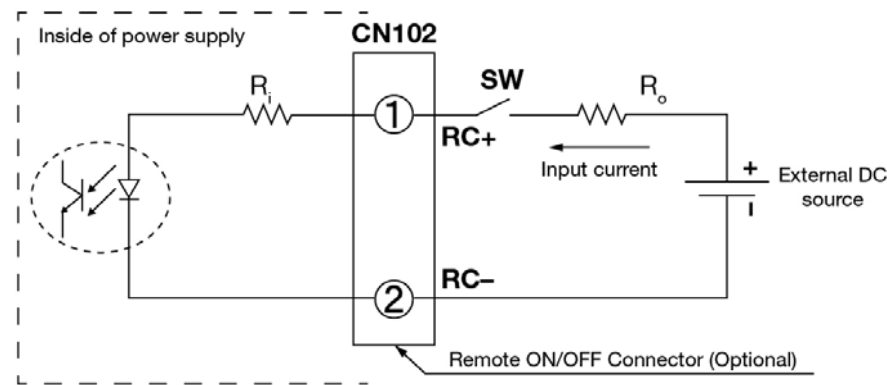 Inside of power supply
CN102
SW
Ri
Ro
①
RC+
Input current
+
External DC
source
RC−
②
Remote ON/OFF Connector (Optional)